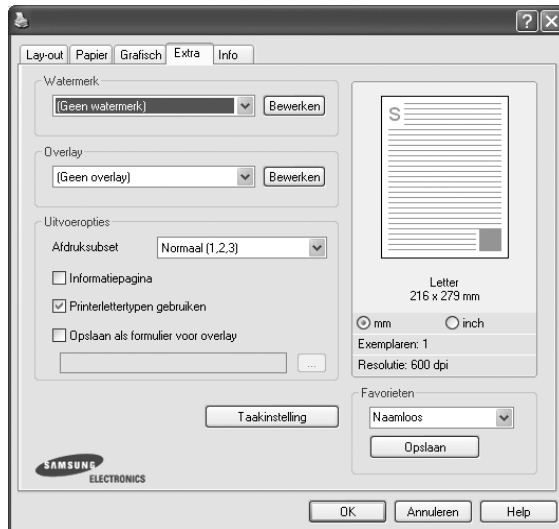 Lay-out Papier Grafisch Extra Info
Watermerk
(Geen watermerk) Bewerken
Overlay
(Geen overlay) Bewerken
Uitvoeropties
Afdruksubset Normaal (1,2,3)
Informatiepagina
Printerlettertypen gebruiken
Opslaan als formulier voor overlay
...
Taakinstelling
SAMSUNG
ELECTRONICS
S
Letter
216 x 279 mm
mm inch
Exemplaren: 1
Resolutie: 600 dpi
Favorieten
Naamloos
Opslaan
OK Annuleren Help